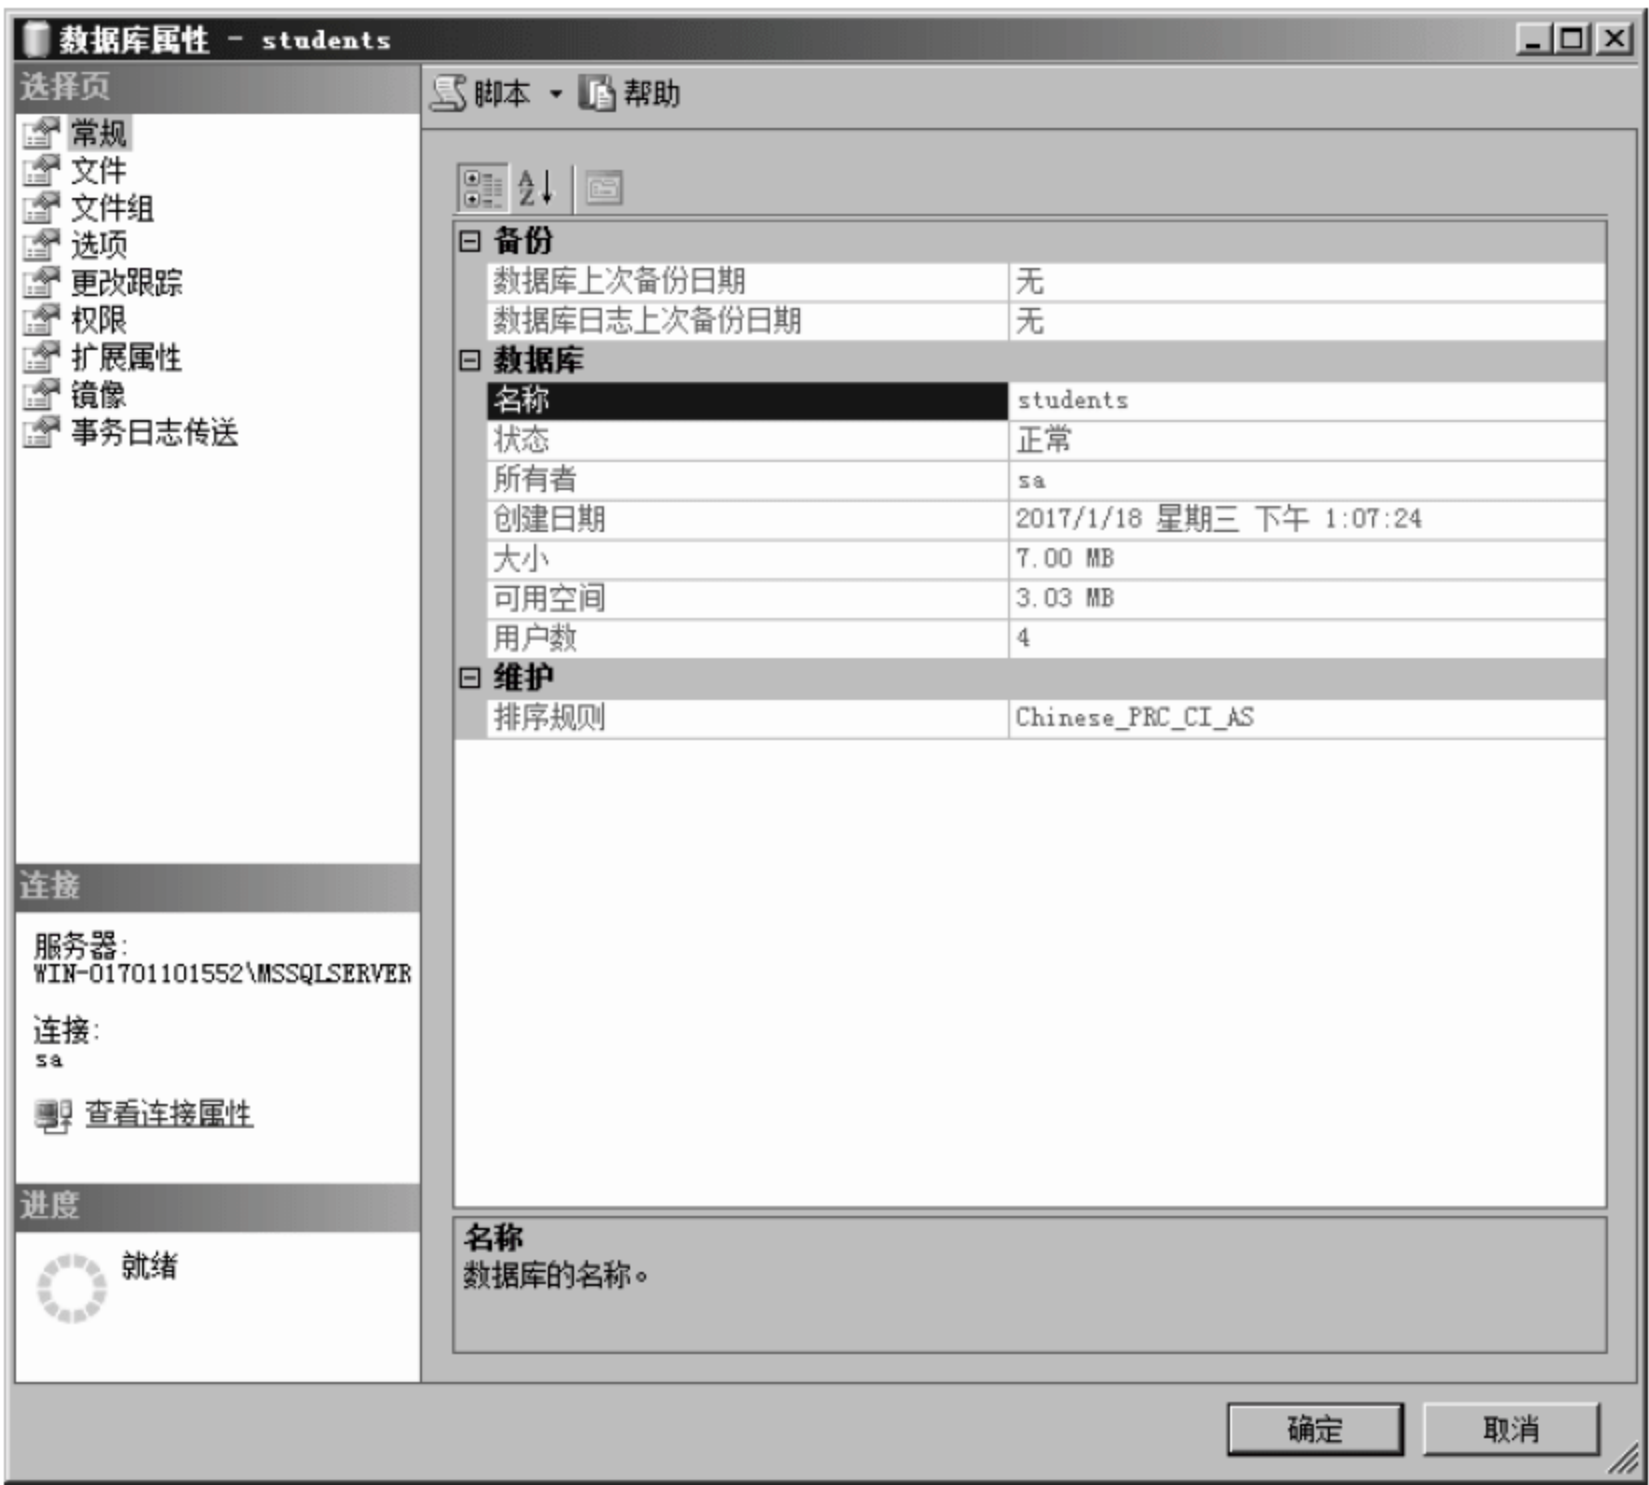 数据库属性 - students
选择页
常规
文件
文件组
选项
更改跟踪
权限
扩展属性
镜像
事务日志传送
连接
服务器:
WIN-01701101552\MSSQLSERVER
连接:
sa
查看连接属性
进度
就绪
脚本 帮助
备份
数据库上次备份日期 无
数据库日志上次备份日期 无
数据库
名称 students
状态 正常
所有者 sa
创建日期 2017/1/18 星期三 下午 1:07:24
大小 7.00 MB
可用空间 3.03 MB
用户数 4
维护
排序规则 Chinese_PRC_CI_AS
名称
数据库的名称。
确定 取消